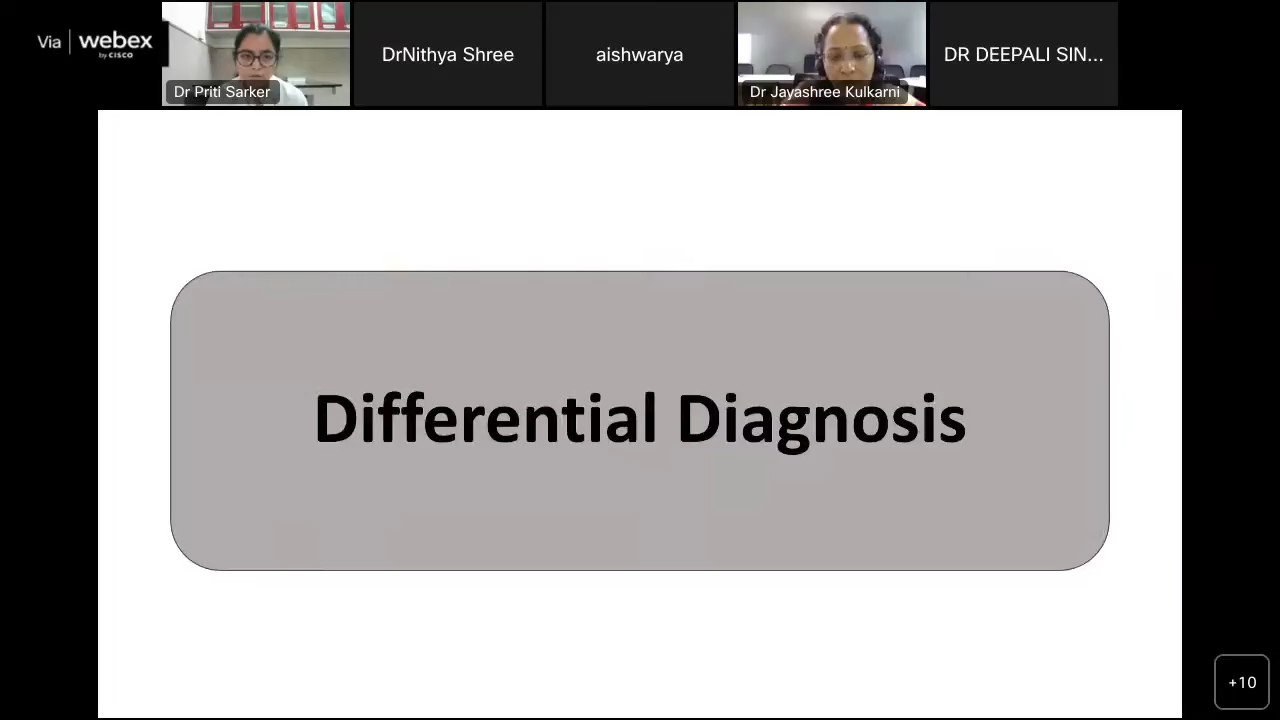 Via webex
by CISCO
Dr Priti Sarker
DrNithya Shree
aishwarya
Dr Jayashree Kulkarni
DR DEEPALI SIN...
Differential Diagnosis
+10